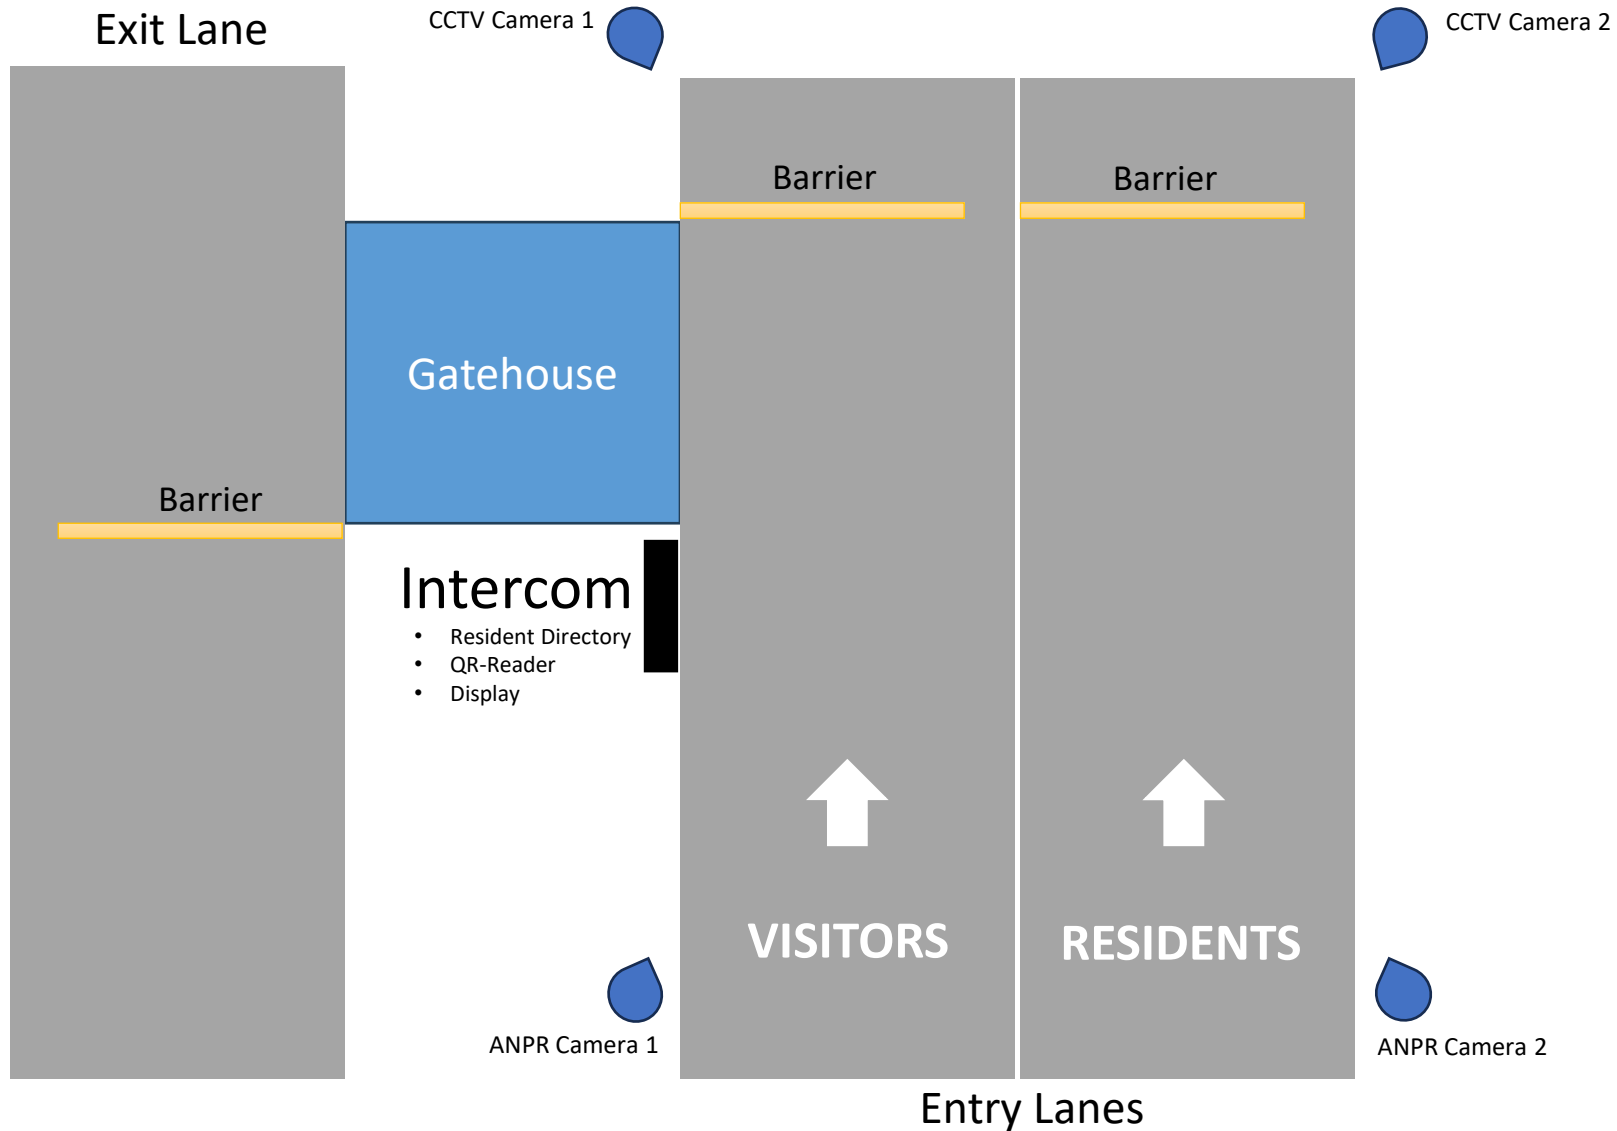 Exit Lane
CCTV Camera 1
CCTV Camera 2
Barrier
Barrier
Gatehouse
Barrier
Intercom
• Resident Directory
• QR-Reader
• Display
VISITORS
RESIDENTS
ANPR Camera 1
ANPR Camera 2
Entry Lanes